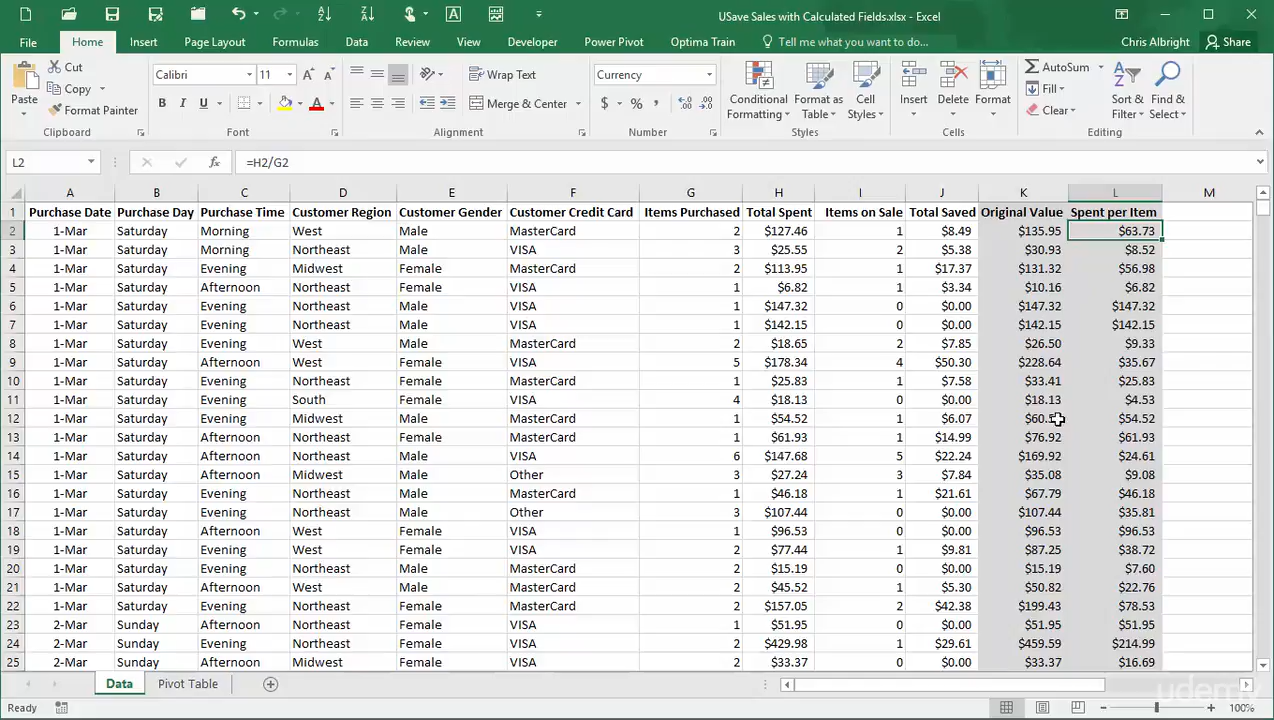 USave Sales with Calculated Fields.xlsx - Excel
File Home Insert Page Layout Formulas Data Review View Developer Power Pivot Optima Train Tell me what you want to do... Chris Albright Share
Paste Cut Copy Format Painter Clipboard
Calibri 11 B I U A A A Font
Wrap Text Merge & Center Alignment
Currency $ % , Number
Conditional Formatting Format as Table Cell Styles Styles
Insert Delete Format Cells
AutoSum Fill Clear Sort & Filter Find & Select Editing
L2 fx =H2/G2
A B C D E F G H I J K L M
1 Purchase Date Purchase Day Purchase Time Customer Region Customer Gender Customer Credit Card Items Purchased Total Spent Items on Sale Total Saved Original Value Spent per Item
2 1-Mar Saturday Morning West Male MasterCard 2 $127.46 1 $8.49 $135.95 $63.73
3 1-Mar Saturday Morning Northeast Male VISA 3 $25.55 2 $5.38 $30.93 $8.52
4 1-Mar Saturday Evening Midwest Female MasterCard 2 $113.95 1 $17.37 $131.32 $56.98
5 1-Mar Saturday Afternoon Northeast Female VISA 1 $6.82 1 $3.34 $10.16 $6.82
6 1-Mar Saturday Evening Northeast Male VISA 1 $147.32 0 $0.00 $147.32 $147.32
7 1-Mar Saturday Evening Northeast Male VISA 1 $142.15 0 $0.00 $142.15 $142.15
8 1-Mar Saturday Evening West Male MasterCard 2 $18.65 2 $7.85 $26.50 $9.33
9 1-Mar Saturday Afternoon West Female VISA 5 $178.34 4 $50.30 $228.64 $35.67
10 1-Mar Saturday Evening Northeast Female MasterCard 1 $25.83 1 $7.58 $33.41 $25.83
11 1-Mar Saturday Evening South Female VISA 4 $18.13 0 $0.00 $18.13 $4.53
12 1-Mar Saturday Evening Midwest Male MasterCard 1 $54.52 1 $6.07 $54.52
13 1-Mar Saturday Afternoon Northeast Female MasterCard 1 $61.93 1 $14.99 $76.92 $61.93
14 1-Mar Saturday Afternoon Northeast Male VISA 6 $147.68 5 $22.24 $169.92 $24.61
15 1-Mar Saturday Afternoon Midwest Male Other 3 $27.24 3 $7.84 $35.08 $9.08
16 1-Mar Saturday Evening Northeast Male MasterCard 1 $46.18 1 $21.61 $67.79 $46.18
17 1-Mar Saturday Evening Northeast Male Other 3 $107.44 0 $0.00 $107.44 $35.81
18 1-Mar Saturday Afternoon West Female VISA 1 $96.53 0 $0.00 $96.53 $96.53
19 1-Mar Saturday Evening West Female VISA 2 $77.44 1 $9.81 $87.25 $38.72
20 1-Mar Saturday Evening Northeast Male MasterCard 2 $15.19 0 $0.00 $15.19 $7.60
21 1-Mar Saturday Afternoon West Male MasterCard 2 $45.52 1 $5.30 $50.82 $22.76
22 1-Mar Saturday Evening Northeast Female MasterCard 2 $157.05 2 $42.38 $199.43 $78.53
23 2-Mar Sunday Afternoon Northeast Female VISA 1 $51.95 0 $0.00 $51.95 $51.95
24 2-Mar Sunday Evening Northeast Female VISA 2 $429.98 1 $29.61 $459.59 $214.99
25 2-Mar Sunday Afternoon Midwest Female VISA 2 $33.37 0 $0.00 $33.37 $16.69
Data Pivot Table
udemy
Ready 100%